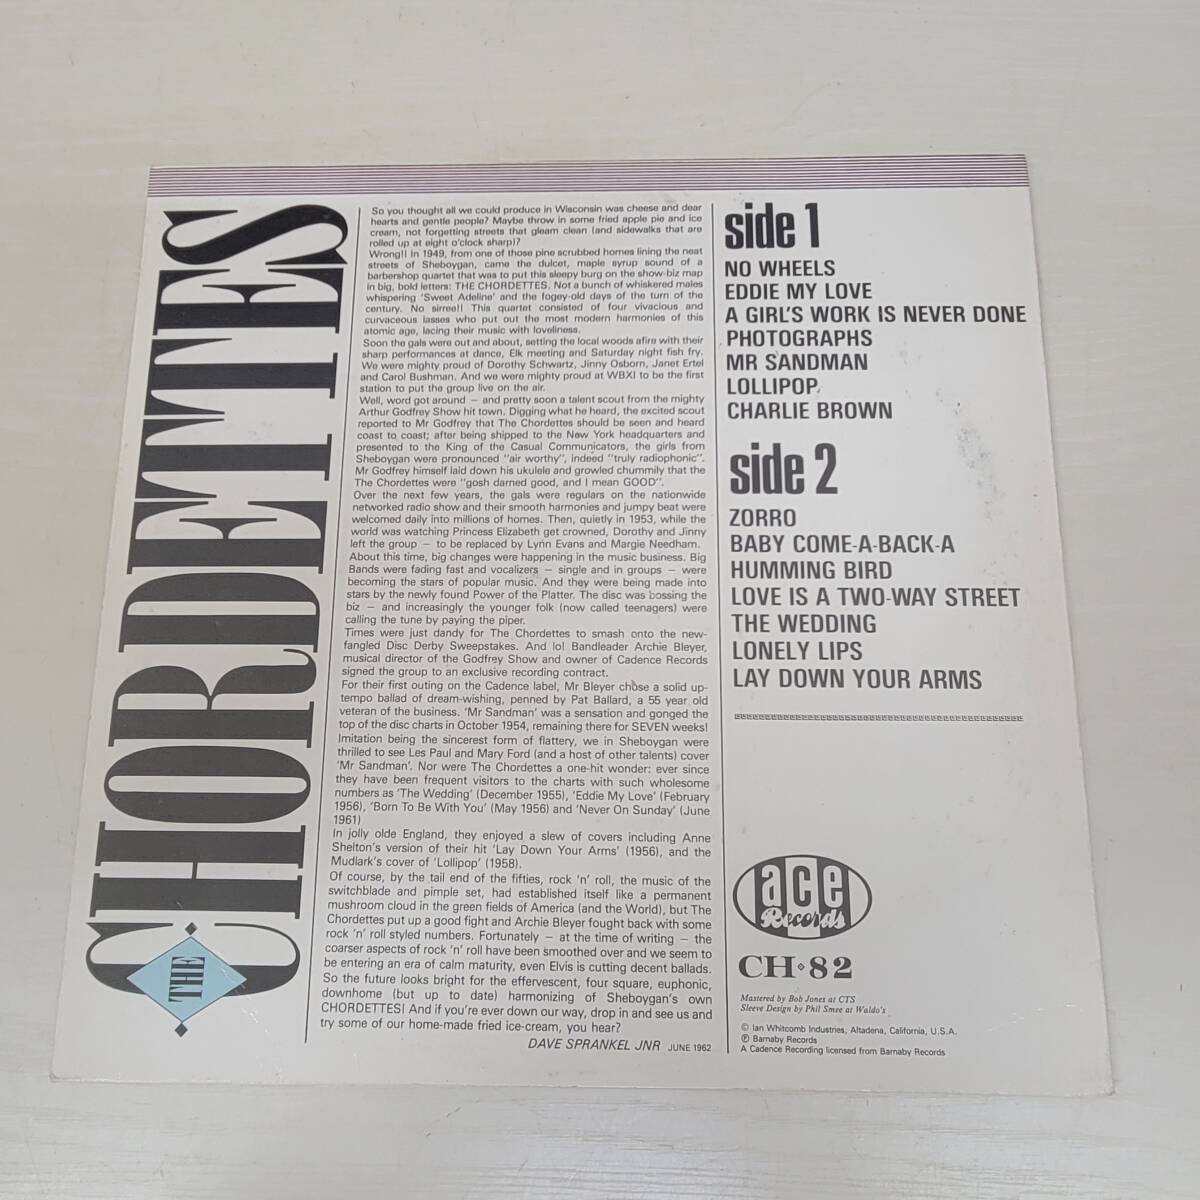 THE CHORDETTES
So you thought all we could produce in Wisconsin was cheese and dear
hearts and gentle people? Maybe throw in some fried apple pie and ice
cream, not forgetting streets that gleam clean (and sidewalks that are
rolled up at eight o'clock sharp)?
Wrong!! In 1949, from one of those pine scrubbed homes lining the neat
streets of Sheboygan, came the dulcet, maple syrup sound of a
barbershop quartet that was to put this sleepy burg on the show-biz map
in big, bold letters: THE CHORDETTES. Not a bunch of whiskered males
whispering 'Sweet Adeline' and the fogey-old days of the turn of the
century. No sirree!! This quartet consisted of four vivacious and
curvaceous lasses who put out the most modern harmonies of this
atomic age, lacing their music with loveliness.
Soon the gals were out and about, setting the local woods afire with their
sharp performances at dance, Elk meeting and Saturday night fish fry.
We were mighty proud of Dorothy Schwartz, Jinny Osborn, Janet Ertel
and Carol Bushman. And we were mighty proud at WBXI to be the first
station to put the group live on the air.
Well, word got around — and pretty soon a talent scout from the mighty
Arthur Godfrey Show hit town. Digging what he heard, the excited scout
reported to Mr Godfrey that The Chordettes should be seen and heard
coast to coast; after being shipped to the New York headquarters and
presented to the King of the Casual Communicators, the girls from
Sheboygan were pronounced "air worthy", indeed "truly radiophonic".
Mr Godfrey himself laid down his ukulele and growled chummily that the
The Chordettes were "gosh darned good, and I mean GOOD".
Over the next few years, the gals were regulars on the nationwide
networked radio show and their smooth harmonies and jumpy beat were
welcomed daily into millions of homes. Then, quietly in 1953, while the
world was watching Princess Elizabeth get crowned, Dorothy and Jinny
left the group — to be replaced by Lynn Evans and Margie Needham.
About this time, big changes were happening in the music business. Big
Bands were fading fast and vocalizers — single and in groups — were
becoming the stars of popular music. And they were being made into
stars by the newly found Power of the Platter. The disc was bossing the
biz — and increasingly the younger folk (now called teenagers) were
calling the tune by paying the piper.
Times were just dandy for The Chordettes to smash onto the new-
fangled Disc Derby Sweepstakes. And lo! Bandleader Archie Bleyer,
musical director of the Godfrey Show and owner of Cadence Records
signed the group to an exclusive recording contract.
For their first outing on the Cadence label, Mr Bleyer chose a solid up-
tempo ballad of dream-wishing, penned by Pat Ballard, a 55 year old
veteran of the business. 'Mr Sandman' was a sensation and gonged the
top of the disc charts in October 1954, remaining there for SEVEN weeks!
Imitation being the sincerest form of flattery, we in Sheboygan were
thrilled to see Les Paul and Mary Ford (and a host of other talents) cover
'Mr Sandman'. Nor were The Chordettes a one-hit wonder: ever since
they have been frequent visitors to the charts with such wholesome
numbers as 'The Wedding' (December 1955), 'Eddie My Love' (February
1956), 'Born To Be With You' (May 1956) and 'Never On Sunday' (June
1961)
In jolly olde England, they enjoyed a slew of covers including Anne
Shelton's version of their hit 'Lay Down Your Arms' (1956), and the
Mudlark's cover of 'Lollipop' (1958).
Of course, by the tail end of the fifties, rock 'n' roll, the music of the
switchblade and pimple set, had established itself like a permanent
mushroom cloud in the green fields of America (and the World), but The
Chordettes put up a good fight and Archie Bleyer fought back with some
rock 'n' roll styled numbers. Fortunately — at the time of writing — the
coarser aspects of rock 'n' roll have been smoothed over and we seem to
be entering an era of calm maturity, even Elvis is cutting decent ballads.
So the future looks bright for the effervescent, four square, euphonic,
downhome (but up to date) harmonizing of Sheboygan's own
CHORDETTES! And if you're ever down our way, drop in and see us and
try some of our home-made fried ice-cream, you hear?
DAVE SPRANKEL JNR JUNE 1962
side 1
NO WHEELS
EDDIE MY LOVE
A GIRL'S WORK IS NEVER DONE
PHOTOGRAPHS
MR SANDMAN
LOLLIPOP
CHARLIE BROWN
side 2
ZORRO
BABY COME-A-BACK-A
HUMMING BIRD
LOVE IS A TWO-WAY STREET
THE WEDDING
LONELY LIPS
LAY DOWN YOUR ARMS
ace
Records
CH⋄82
Mastered by Bob Jones at CTS
Sleeve Design by Phil Smee at Waldo's
© Ian Whitcomb Industries, Altadena, California, U.S.A.
℗ Barnaby Records
A Cadence Recording licensed from Barnaby Records